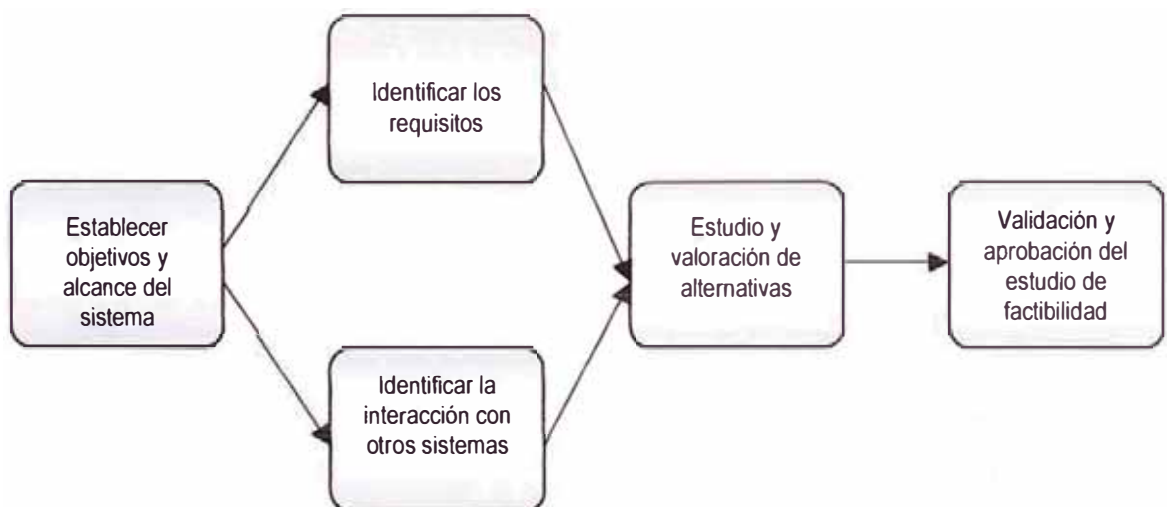 Identificar los
requisitos
Establecer
objetivos y
alcance del
sistema
Estudio y
valoración de
alternativas
Validación y
aprobación del
estudio de
factibilidad
Identificar la
interacción con
otros sistemas